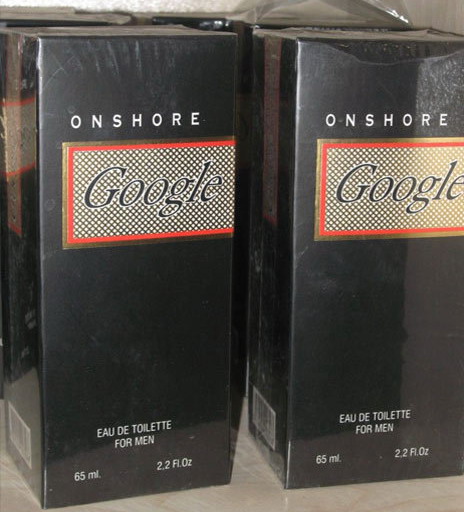 ONSHORE
Google
EAU DE TOILETTE
FOR MEN
65 ml. 2.2 Fl.Oz
ONSHORE
Google
EAU DE TOILETTE
FOR MEN
65 ml. 2.2 Fl.Oz